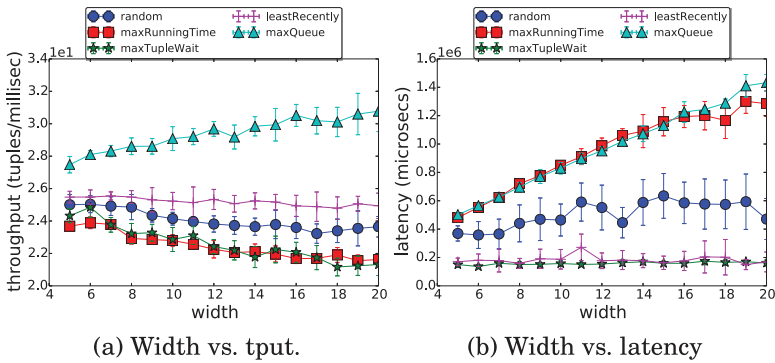 random
maxRunningTime
maxTupleWait
leastRecently
maxQueue
3.4 1e1
3.2
3.0
2.8
2.6
2.4
2.2
2.0
throughput (tuples/millisec)
4 6 8 10 12 14 16 18 20
width
(a) Width vs. tput.
random
maxRunningTime
maxTupleWait
leastRecently
maxQueue
1.6 1e6
1.4
1.2
1.0
0.8
0.6
0.4
0.2
0.0
latency (microsecs)
4 6 8 10 12 14 16 18 20
width
(b) Width vs. latency